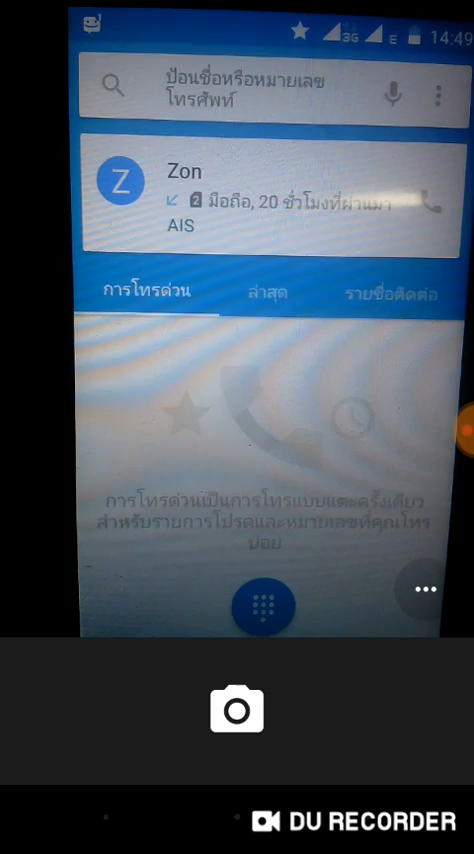 3G
E
14:49
ป้อนชื่อหรือหมายเลข
โทรศัพท์
Z
Zon
2 มือถือ, 20 ชั่วโมงที่ผ่านมา
AIS
การโทรด่วน
ล่าสุด
รายชื่อติดต่อ
การโทรด่วนเป็นการโทรแบบแตะครั้งเดียว
สำหรับรายการโปรดและหมายเลขที่คุณโทร
บ่อย
DU RECORDER